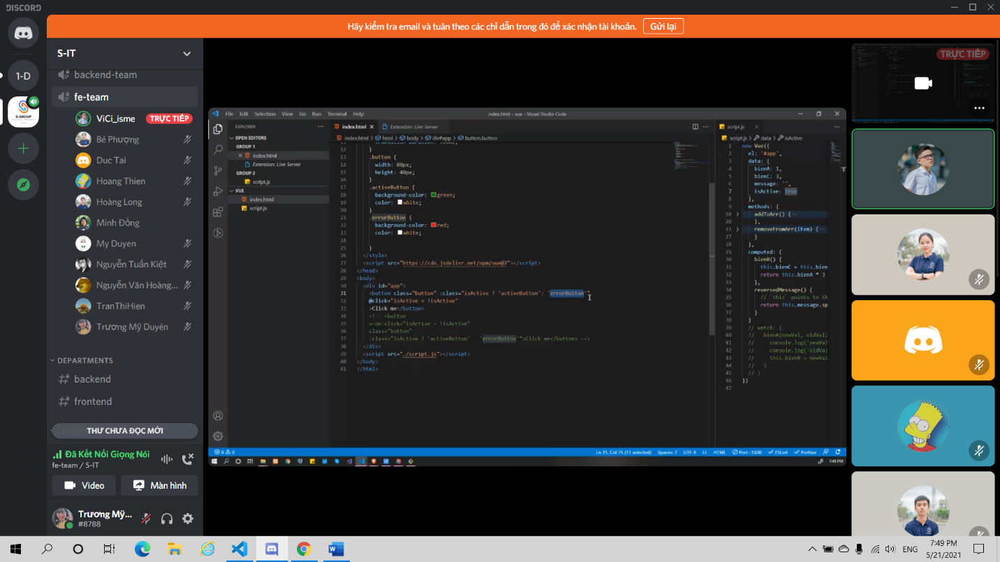 DISCORD
Hãy kiểm tra email và tuân theo các chỉ dẫn trong đó để xác nhận tài khoản. Gửi lại
1-D
S-GROUP
S-IT
backend-team
fe-team
ViCi_isme TRỰC TIẾP
Bé Phượng
Duc Tai
Hoang Thien
Hoàng Long
Minh Đồng
My Duyen
Nguyễn Tuấn Kiệt
Nguyễn Văn Hoàng...
TranThiHien
Trương Mỹ Duyên
DEPARTMENTS
backend
frontend
THƯ CHƯA ĐỌC MỚI
Đã Kết Nối Giọng Nói
fe-team / S-IT
Video Màn hình
Trương Mỹ...
#8788
File Edit Selection View Go Run Terminal Help index.html - vue - Visual Studio Code
EXPLORER
OPEN EDITORS
GROUP 1
index.html
Extension: Live Server
GROUP 2
script.js
VUE
index.html
script.js
index.html Extension: Live Server
index.html > html > body > div#app > button.button
12 }
13 .button {
14 width: 80px;
15 height: 40px;
16 }
17 .activeButton {
18 background-color: green;
19 color: white;
20 }
21 .errorButton {
22 background-color: red;
23 color: white;
24
25 }
26 </style>
27 <script src="https://cdn.jsdelivr.net/npm/vue@2"></script>
28 </head>
29 <body>
30 <div id="app">
31 <button class="button" :class="isActive ? 'activeButton': 'errorButton'"
32 @click="isActive = !isActive"
33 >Click me</button>
34 <!-- <button
35 v-on:click="isActive = !isActive"
36 class="button"
37 :class="isActive ? 'activeButton' : 'errorButton'">Click me</button> -->
38 </div>
39 <script src="./script.js"></script>
40 </body>
41 </html>
script.js
script.js > data > isActive
1 new Vue({
2 el: '#app',
3 data: {
4 bienA: 1,
5 bienC: 3,
6 message: '',
7 isActive: true
8 },
9 methods: {
10 addToArr() {
20 },
21 removeFromArr(item) {
27 }
28 },
29 computed: {
30 bienB() {
31 this.bienC = this.bien
32 return this.bienA * 3
33 },
34 reversedMessage() {
35 // `this` points to th
36 return this.message.sp
37 }
38 }
39 // watch: {
40 // bienA(newVal, oldVal)
41 // console.log('newVal
42 // console.log('oldVal
43 // this.bienB = newVal
44 // }
45 // }
46 })
47
0 0 Ln 31, Col 75 (11 selected) Spaces: 2 UTF-8 LF HTML Port : 5500 ESLint Prettier
7:49 PM
TRỰC TIẾP
ENG
7:49 PM
5/21/2021